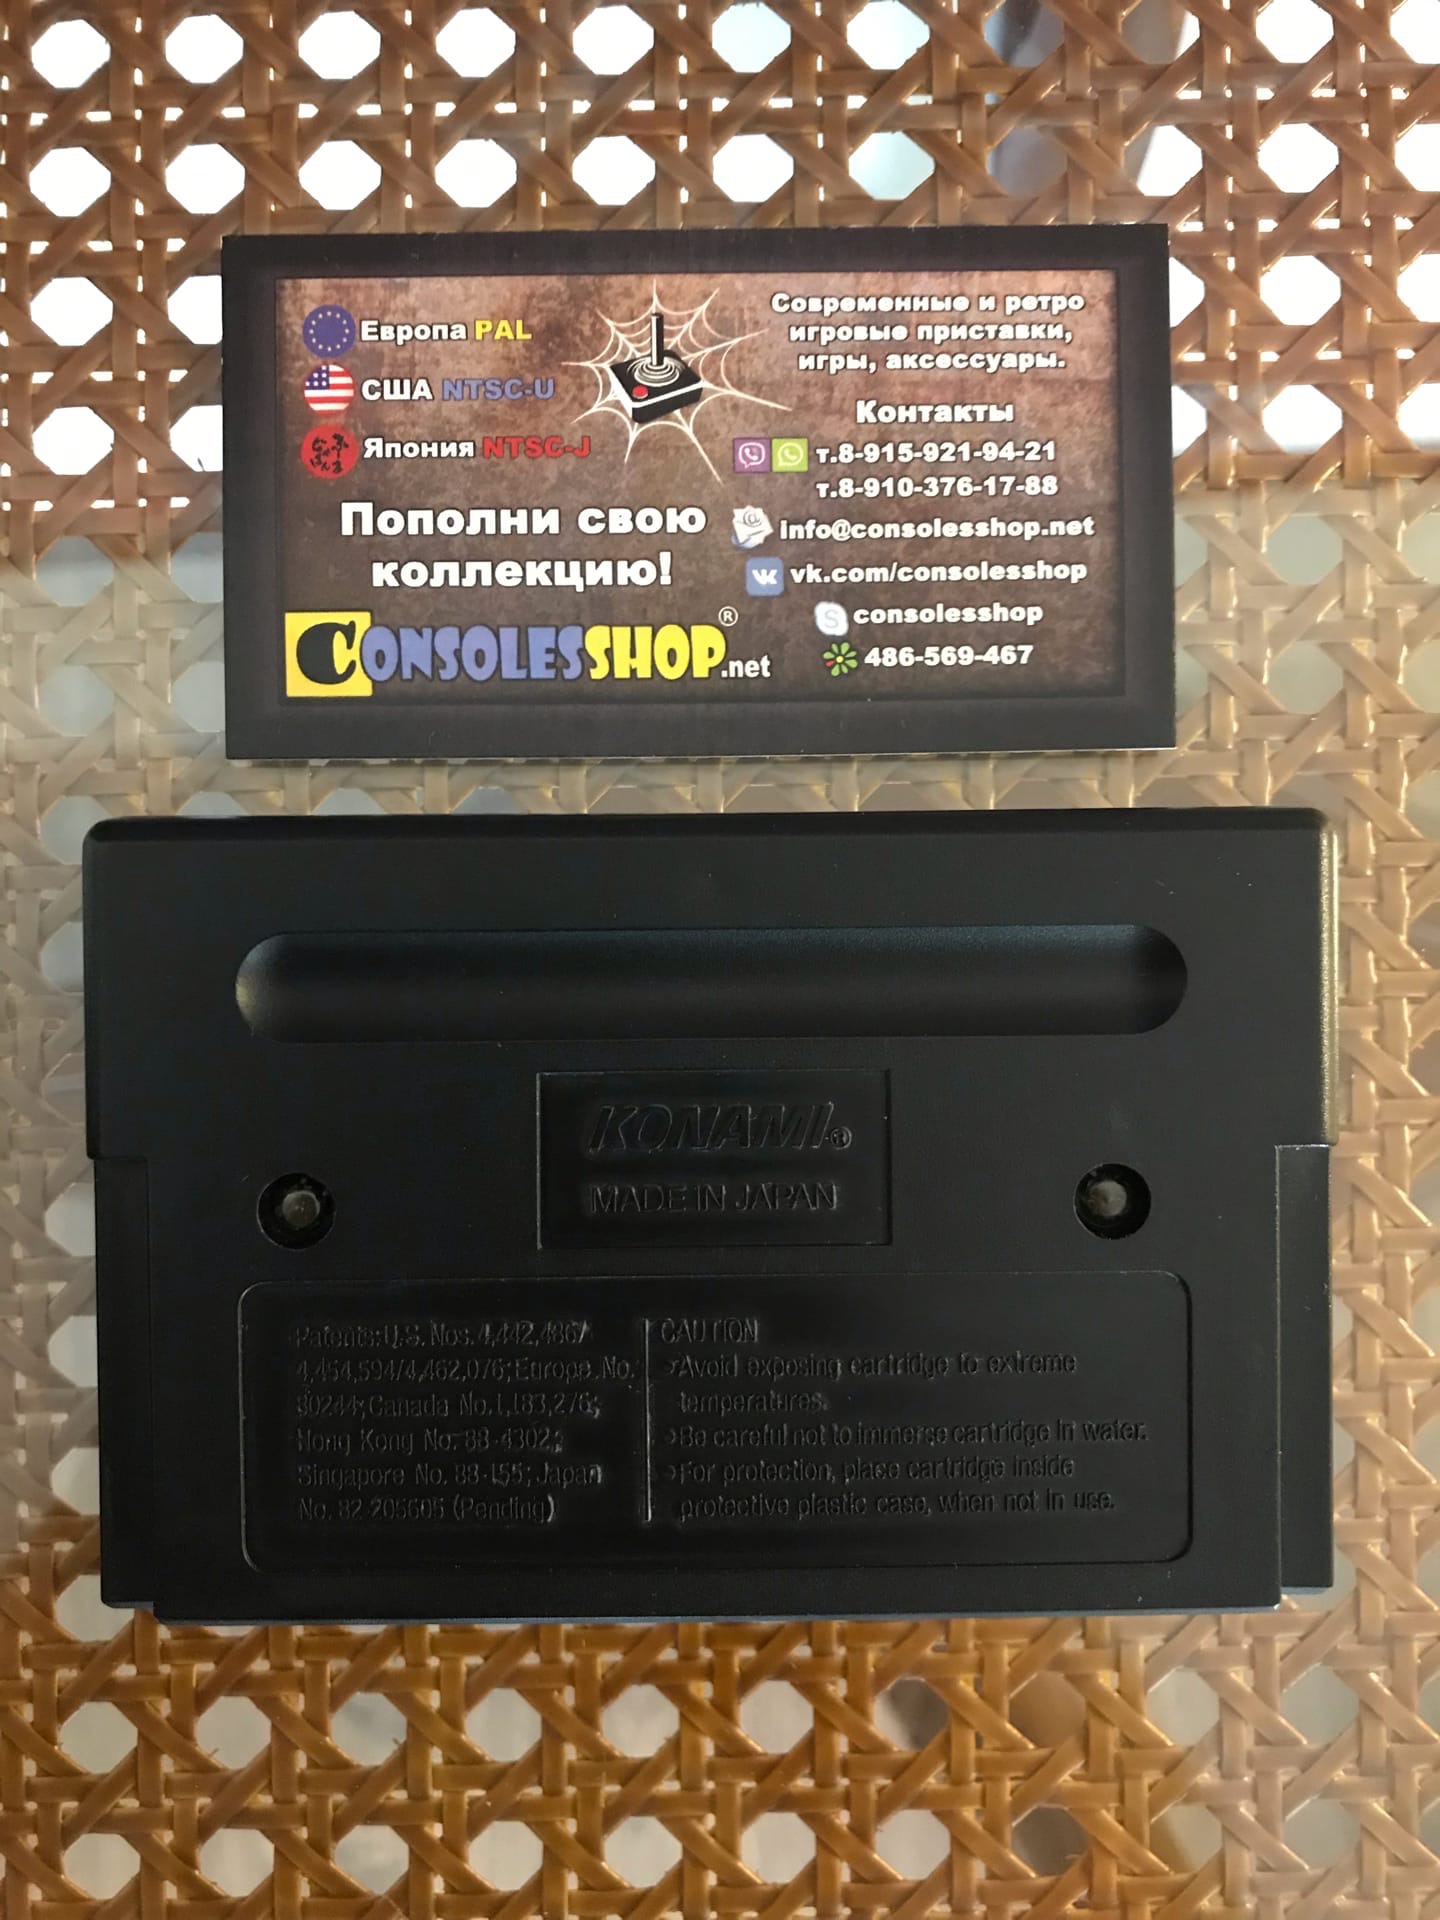 Европа PAL
США NTSC-U
Япония NTSC-J
Пополни свою
коллекцию!
CONSOLESSHOP.net ®
Современные и ретро
игровые приставки,
игры, аксессуары.
Контакты
т.8-915-921-94-21
т.8-910-376-17-88
info@consolesshop.net
vk.com/consolesshop
consolesshop
486-569-467
KONAMI®
MADE IN JAPAN
Patents: U.S. Nos. 4,442,486/
4,454,594/4,462,076; Europe No.
80244; Canada No. 1,183,276;
Hong Kong No. 88-4302;
Singapore No. 88-155; Japan
No. 82-205605 (Pending)
CAUTION
Avoid exposing cartridge to extreme
temperatures.
Be careful not to immerse cartridge in water.
For protection, place cartridge inside
protective plastic case, when not in use.